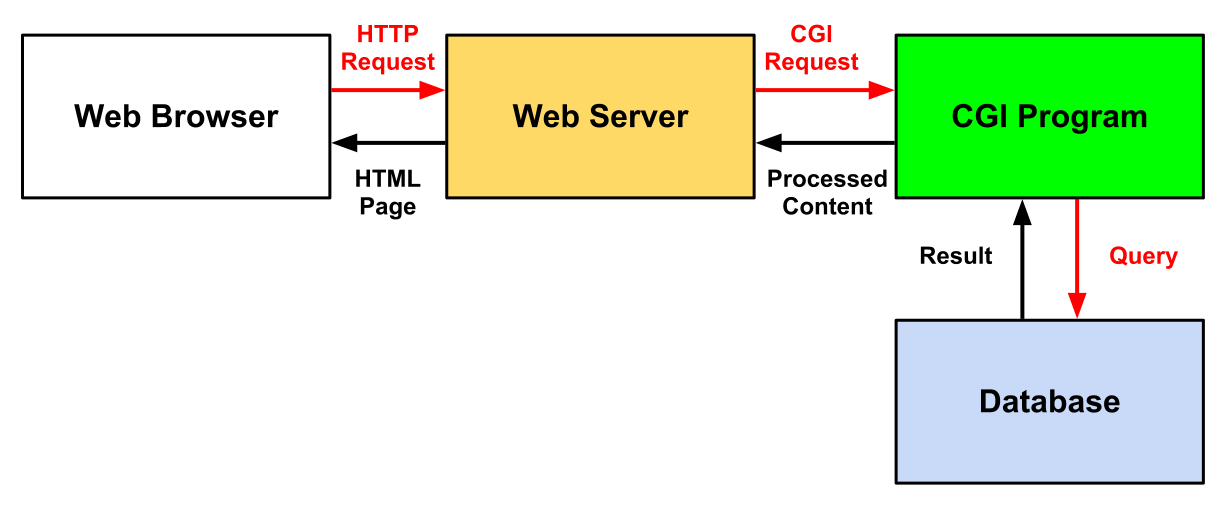 HTTP
Request
Web Browser
HTML
Page
Web Server
CGI
Request
Processed
Content
CGI Program
Result
Query
Database